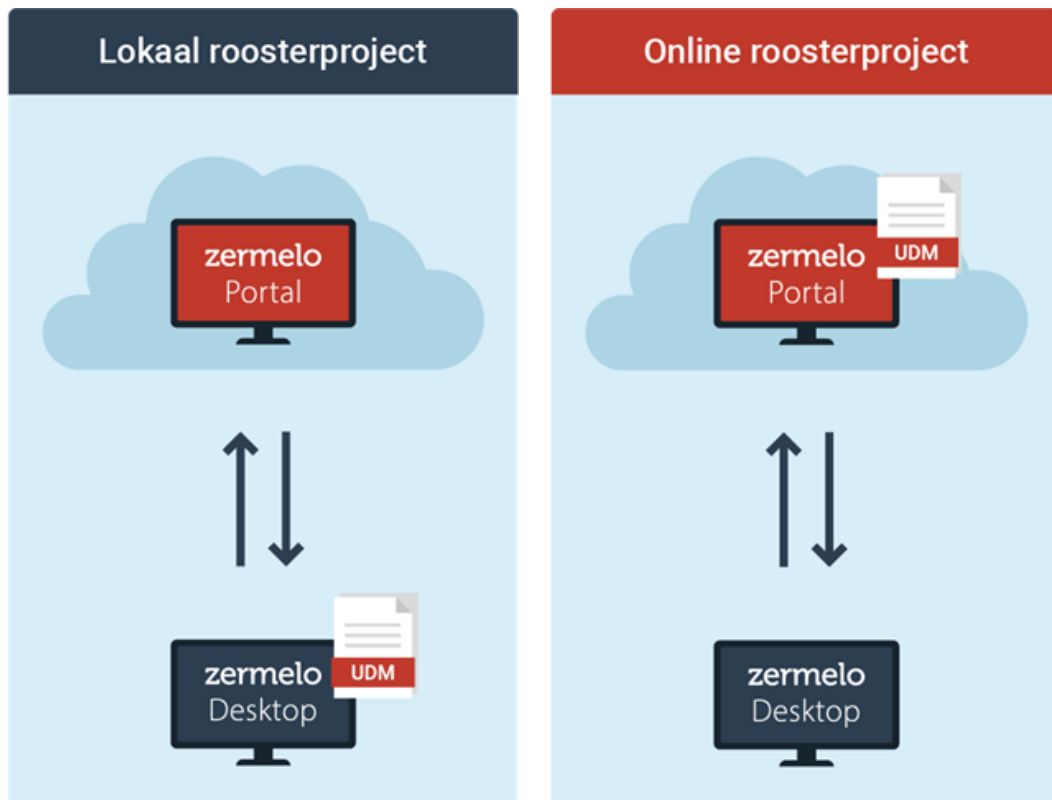 Lokaal roosterproject
zermelo
Portal
UDM
zermelo
Desktop
Online roosterproject
zermelo
Portal
UDM
zermelo
Desktop